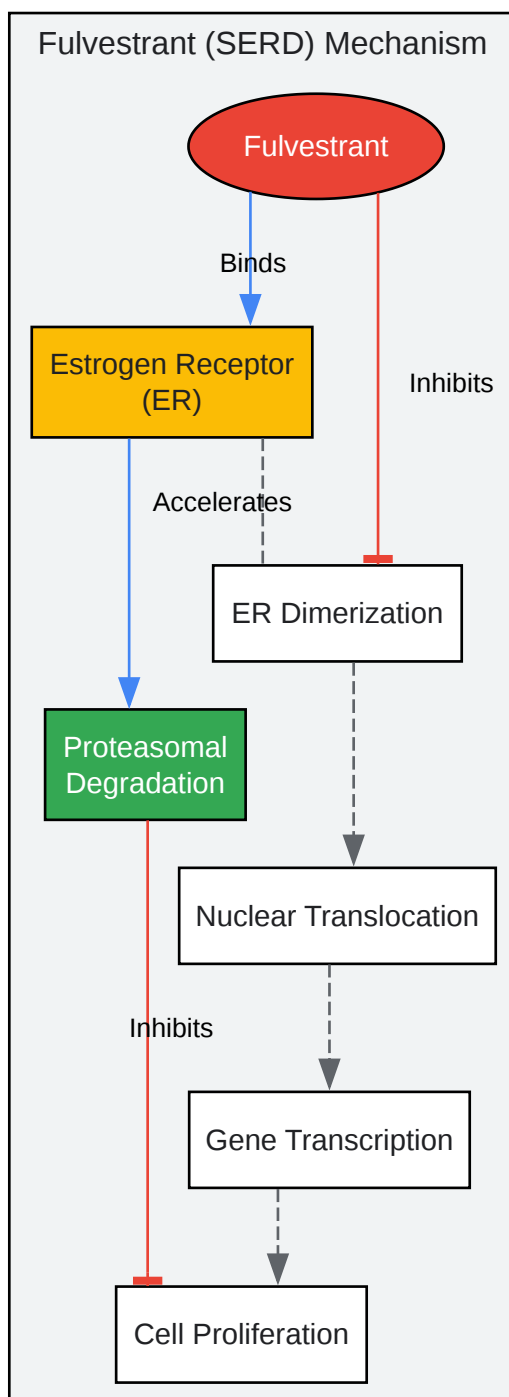 Fulvestrant (SERD) Mechanism
Fulvestrant
Binds
Estrogen Receptor
(ER)
Inhibits
Accelerates
ER Dimerization
Proteasomal
Degradation
Nuclear Translocation
Inhibits
Gene Transcription
Cell Proliferation